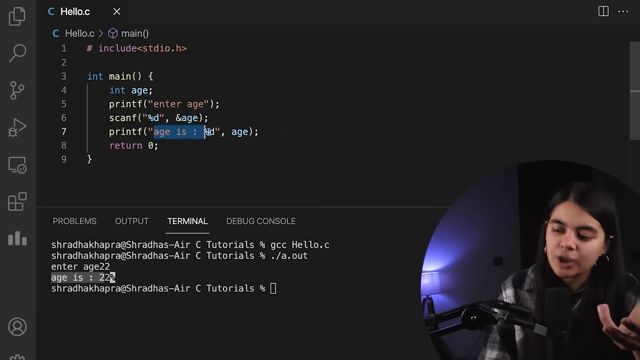 Hello.c
Hello.c > main()
1 # include<stdio.h>
2
3 int main() {
4 int age;
5 printf("enter age");
6 scanf("%d", &age);
7 printf("age is : %d", age);
8 return 0;
9 }
PROBLEMS OUTPUT TERMINAL DEBUG CONSOLE
shradhakhapra@Shradhas-Air C Tutorials % gcc Hello.c
shradhakhapra@Shradhas-Air C Tutorials % ./a.out
enter age22
age is : 22%
shradhakhapra@Shradhas-Air C Tutorials %